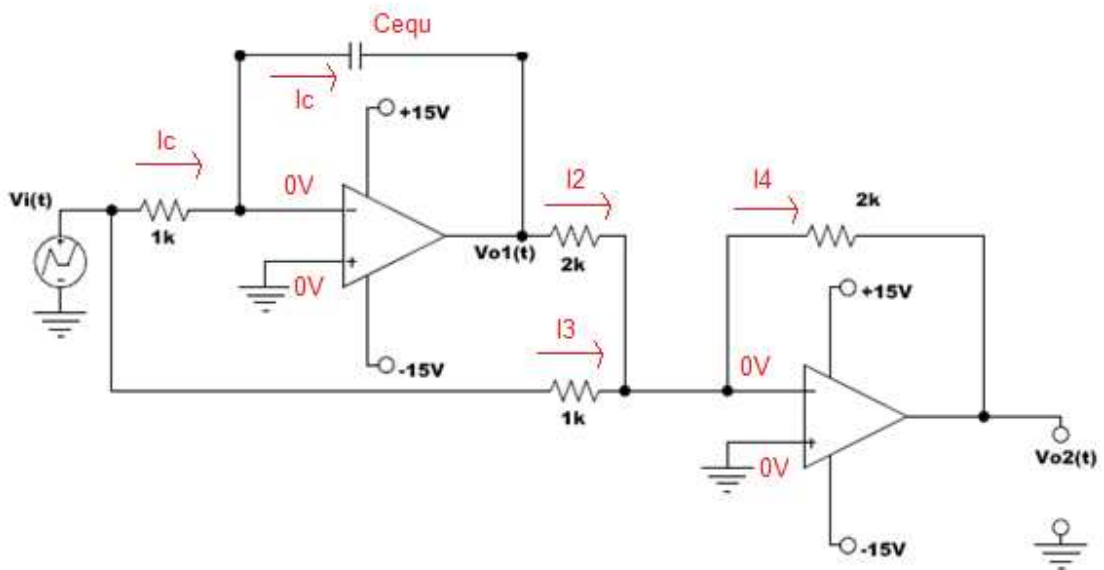 Cequ
Ic
+15V
Ic
Vi(t)
0V
I2
I4
2k
1k
Vo1(t)
2k
0V
+15V
I3
-15V
0V
1k
0V
Vo2(t)
-15V